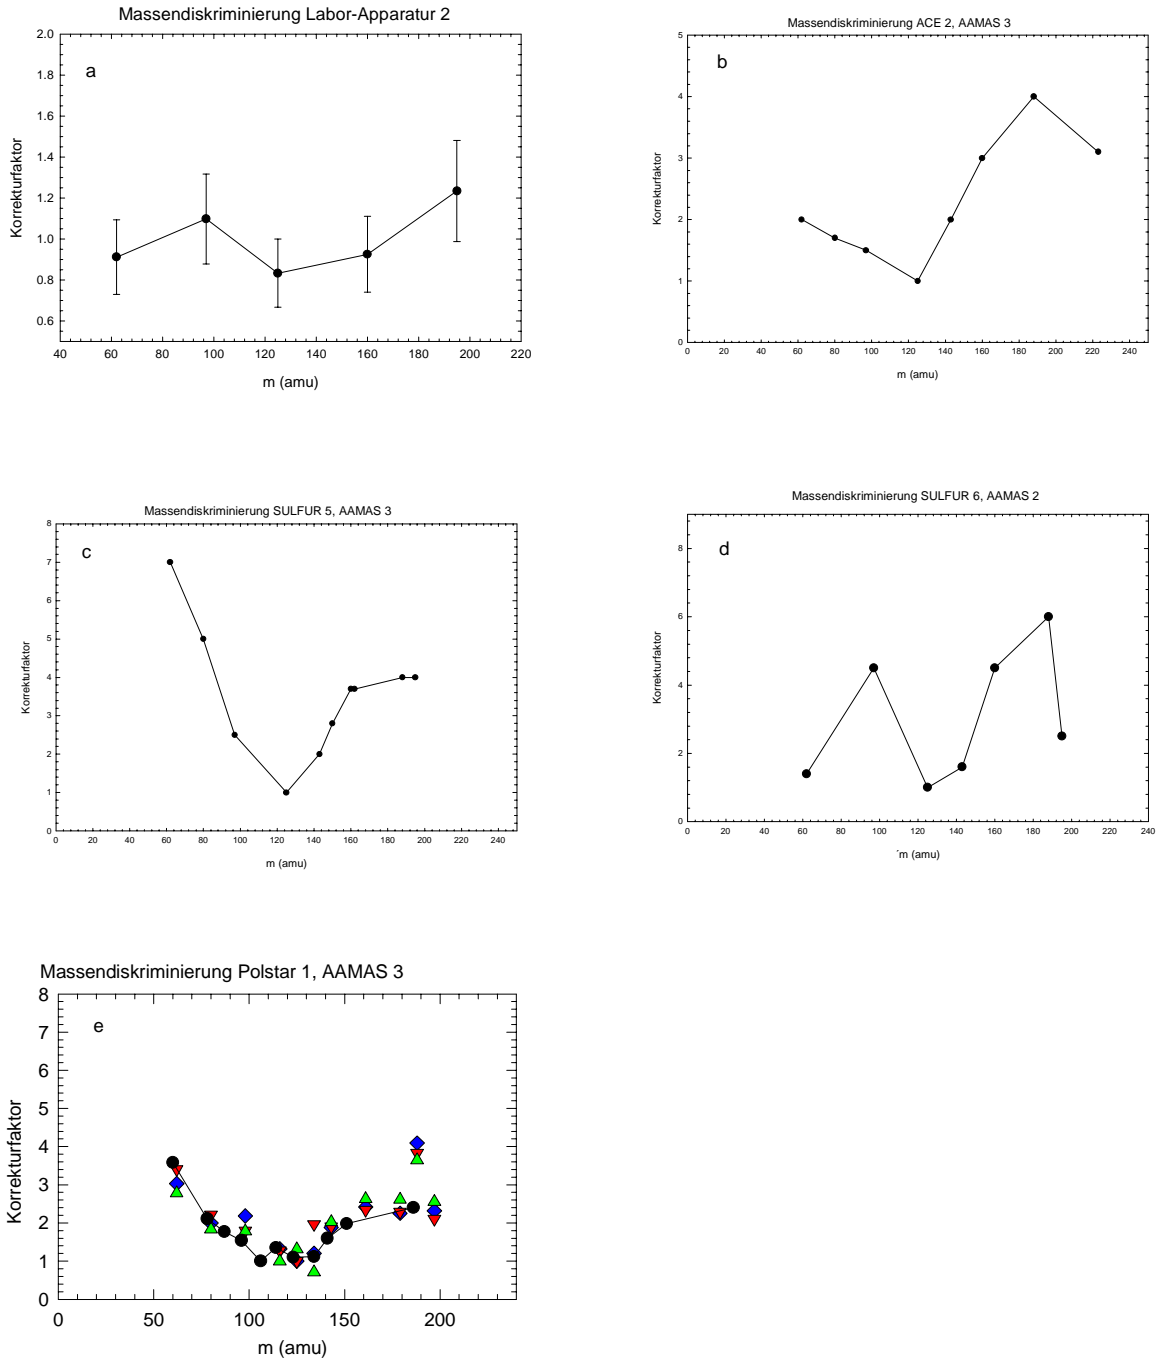 Massendiskriminierung Labor-Apparatur 2
a
Korrekturfaktor
2.0
1.8
1.6
1.4
1.2
1.0
0.8
0.6
40 60 80 100 120 140 160 180 200 220
m (amu)
Massendiskriminierung ACE 2, AAMAS 3
b
Korrekturfaktor
5
4
3
2
1
0
0 20 40 60 80 100 120 140 160 180 200 220 240
m (amu)
Massendiskriminierung SULFUR 5, AAMAS 3
c
Korrekturfaktor
8
7
6
5
4
3
2
1
0
0 20 40 60 80 100 120 140 160 180 200 220 240
m (amu)
Massendiskriminierung SULFUR 6, AAMAS 2
d
Korrekturfaktor
8
6
4
2
0
0 20 40 60 80 100 120 140 160 180 200 220 240
´m (amu)
Massendiskriminierung Polstar 1, AAMAS 3
e
Korrekturfaktor
8
7
6
5
4
3
2
1
0
0 50 100 150 200
m (amu)